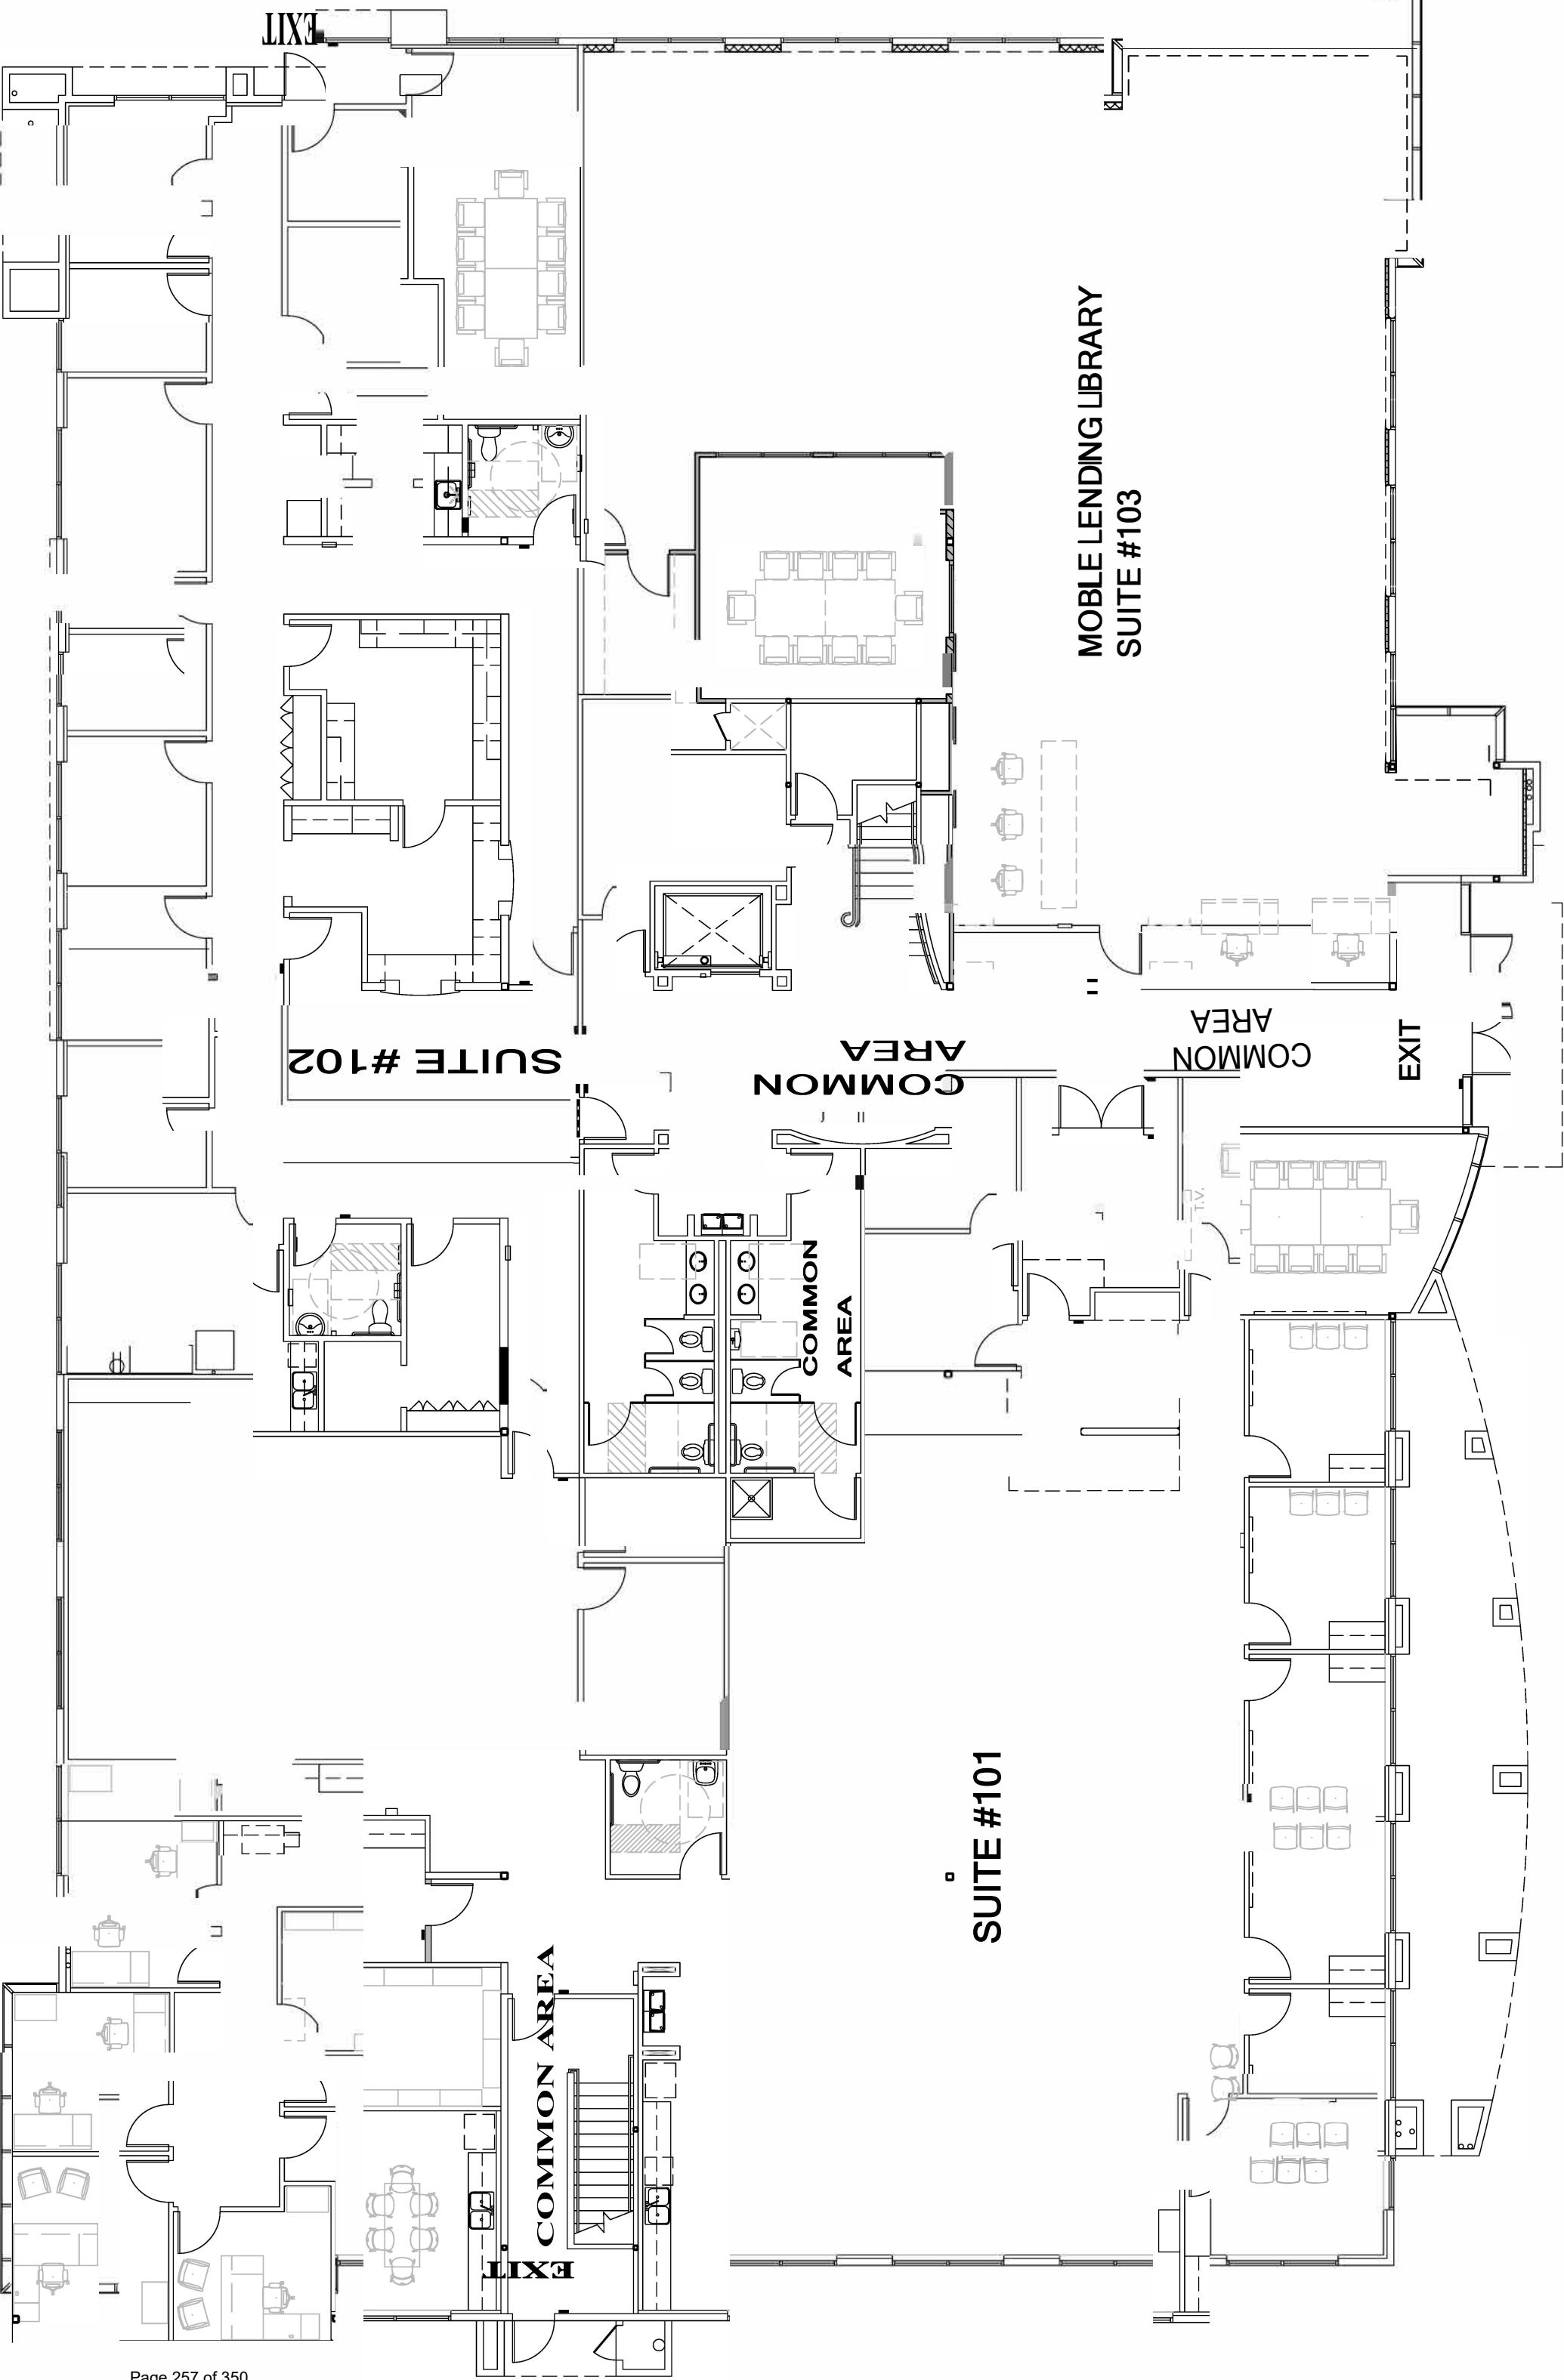 EXIT
MOBLE LENDING LIBRARY
SUITE #103
SUITE #102
COMMON
AREA
COMMON
AREA
EXIT
T.V.
COMMON
AREA
SUITE #101
COMMON AREA
EXIT
Page 257 of 350